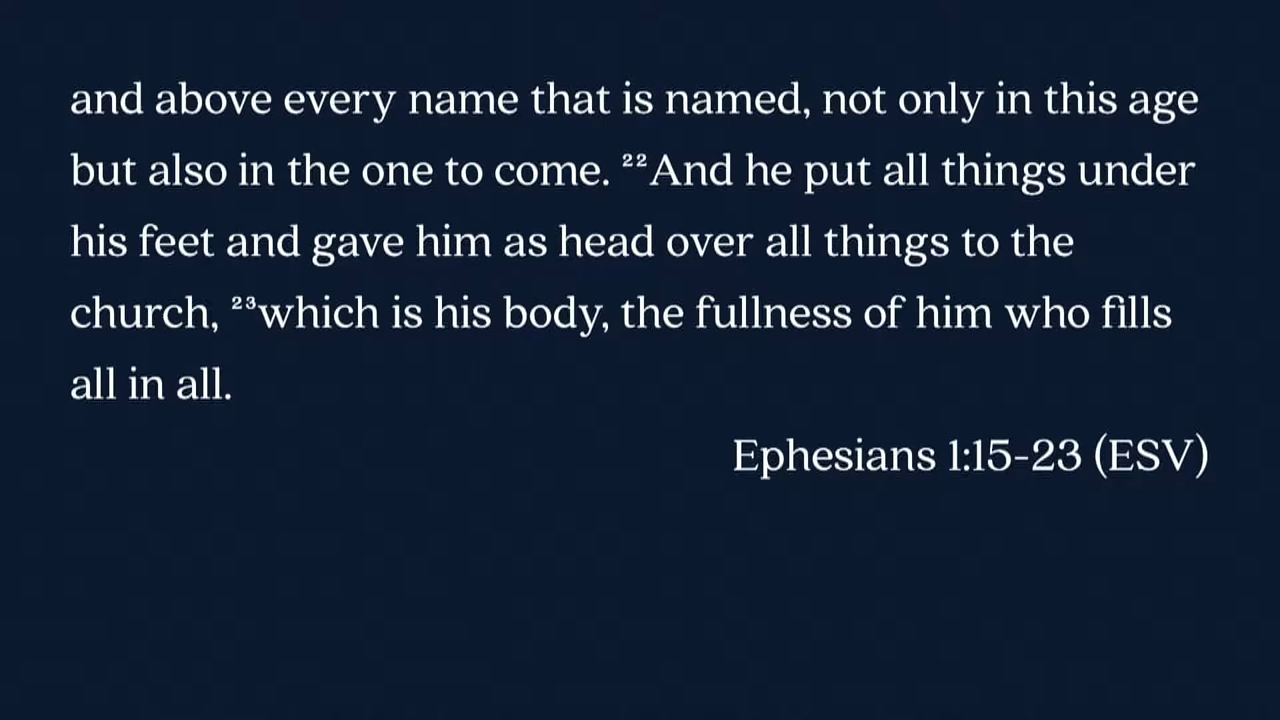 and above every name that is named, not only in this age
but also in the one to come. ²²And he put all things under
his feet and gave him as head over all things to the
church, ²³which is his body, the fullness of him who fills
all in all.
Ephesians 1:15-23 (ESV)